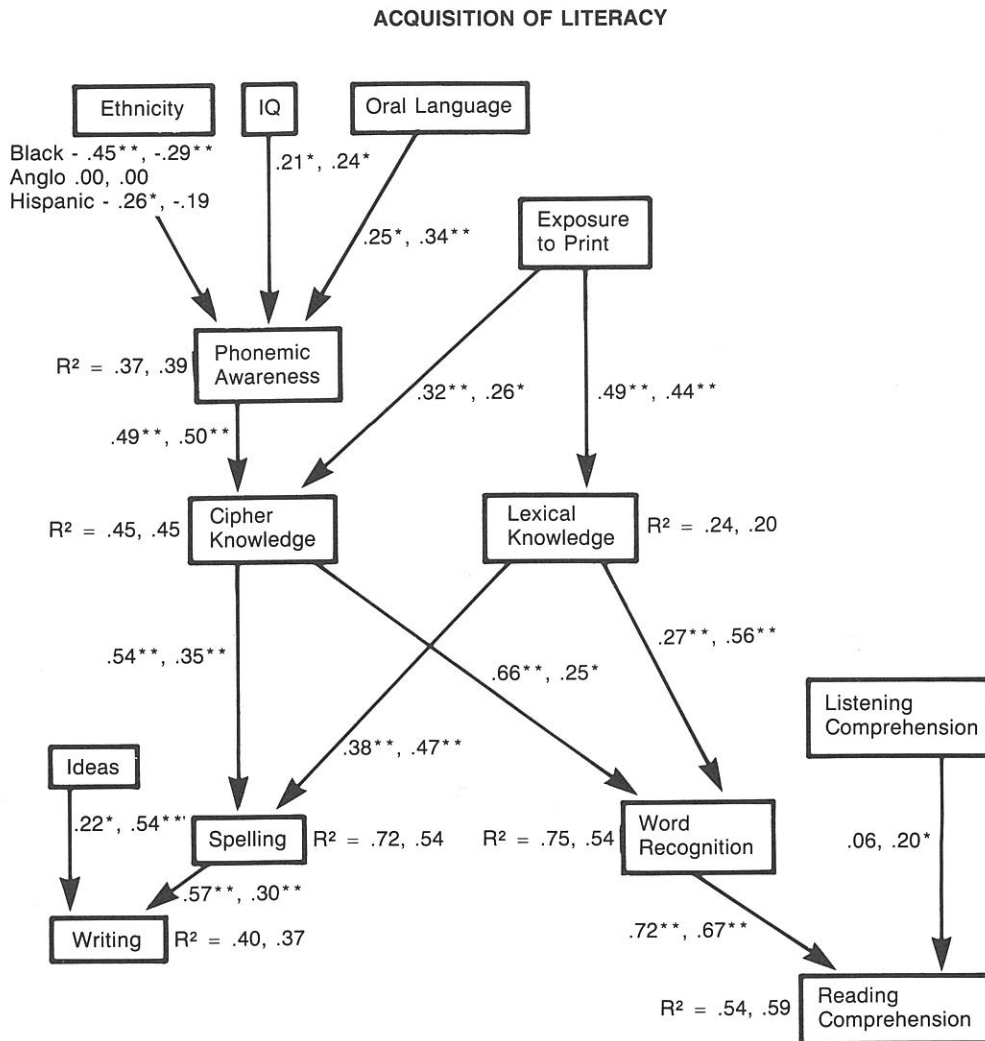 ACQUISITION OF LITERACY
Ethnicity
IQ
Oral Language
Black - .45**, -.29**
Anglo .00, .00
Hispanic - .26*, -.19
.21*, .24*
.25*, .34**
Exposure
to Print
R² = .37, .39
Phonemic
Awareness
.32**, .26*
.49**, .44**
.49**, .50**
R² = .45, .45
Cipher
Knowledge
Lexical
Knowledge
R² = .24, .20
.54**, .35**
.66**, .25*
.27**, .56**
Listening
Comprehension
Ideas
.38**, .47**
.22*, .54**
Spelling
R² = .72, .54
R² = .75, .54
Word
Recognition
.06, .20*
.57**, .30**
Writing
R² = .40, .37
.72**, .67**
R² = .54, .59
Reading
Comprehension